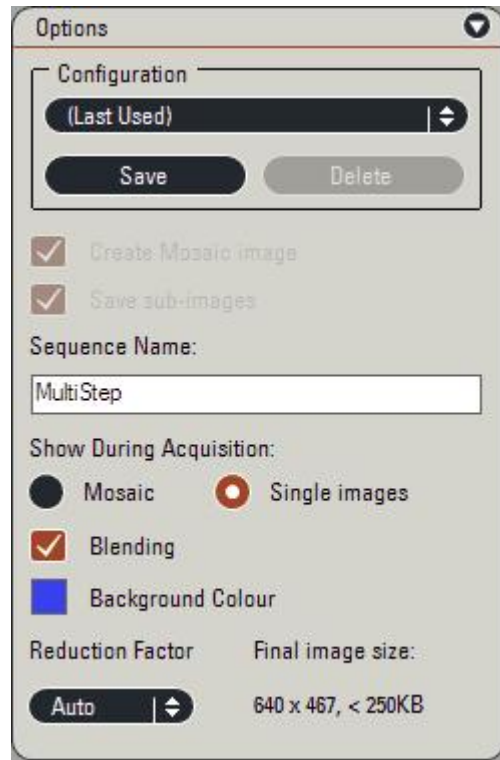 Options
Configuration
(Last Used)
Save Delete
Create Mosaic image
Save sub-images
Sequence Name:
MultiStep
Show During Acquisition:
Mosaic Single images
Blending
Background Colour
Reduction Factor Final image size:
Auto 640 x 467, < 250KB